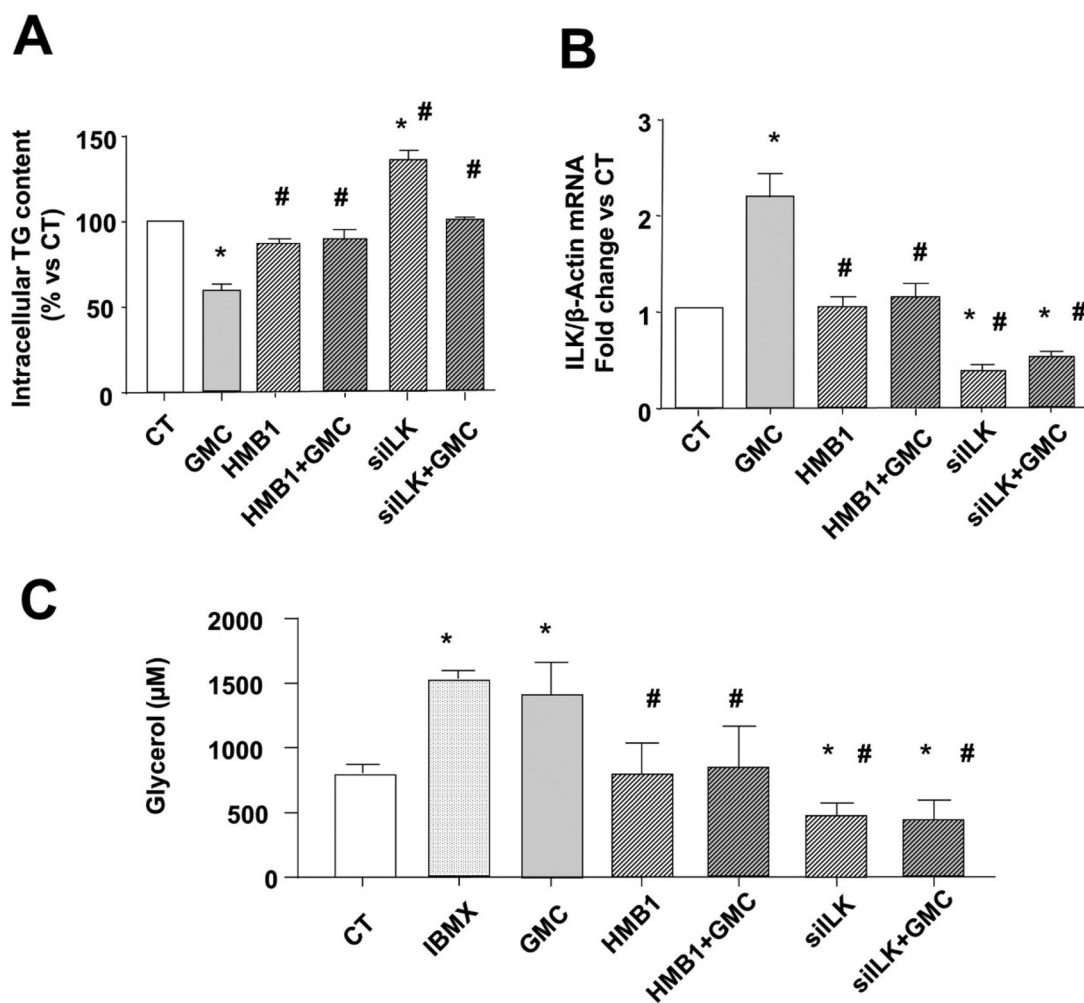 A
Intracellular TG content
(% vs CT)
150
100
50
0
*
#
#
* #
#
CT
GMC
HMB1
HMB1+GMC
siILK
siILK+GMC
B
ILK/β-Actin mRNA
Fold change vs CT
3
2
1
0
*
#
#
* #
* #
CT
GMC
HMB1
HMB1+GMC
siILK
siILK+GMC
C
Glycerol (µM)
2000
1500
1000
500
0
*
*
#
#
* #
* #
CT
IBMX
GMC
HMB1
HMB1+GMC
siILK
siILK+GMC